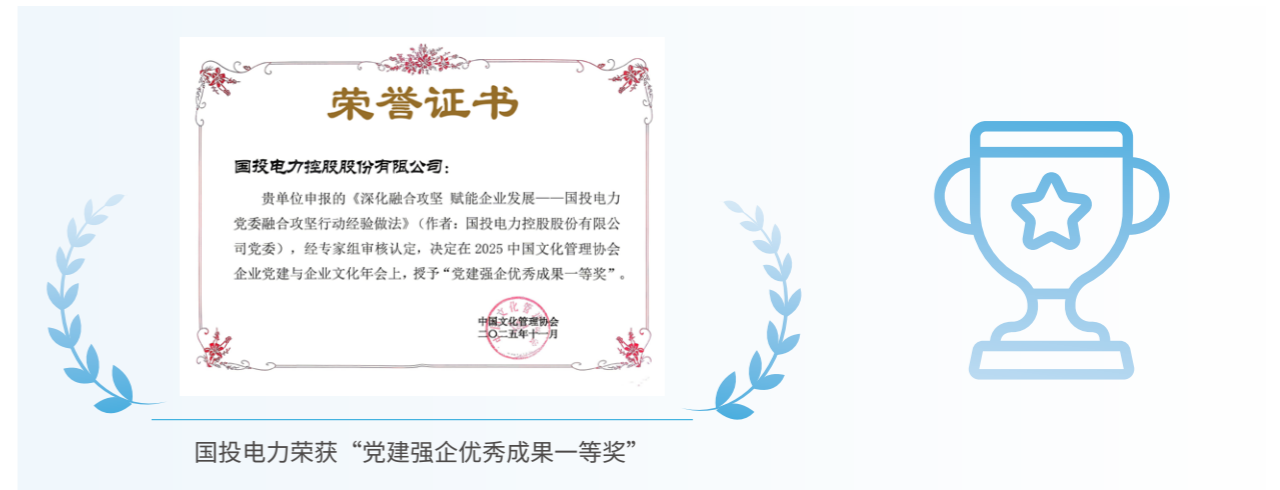 荣誉证书
国投电力控股股份有限公司：
贵单位申报的《深化融合攻坚 赋能企业发展——国投电力
党委融合攻坚行动经验做法》（作者：国投电力控股股份有限公
司党委），经专家组审核认定，决定在 2025 中国文化管理协会
企业党建与企业文化年会上，授予“党建强企优秀成果一等奖”。
中国文化管理协会
二〇二五年十一月
国投电力荣获“党建强企优秀成果一等奖”